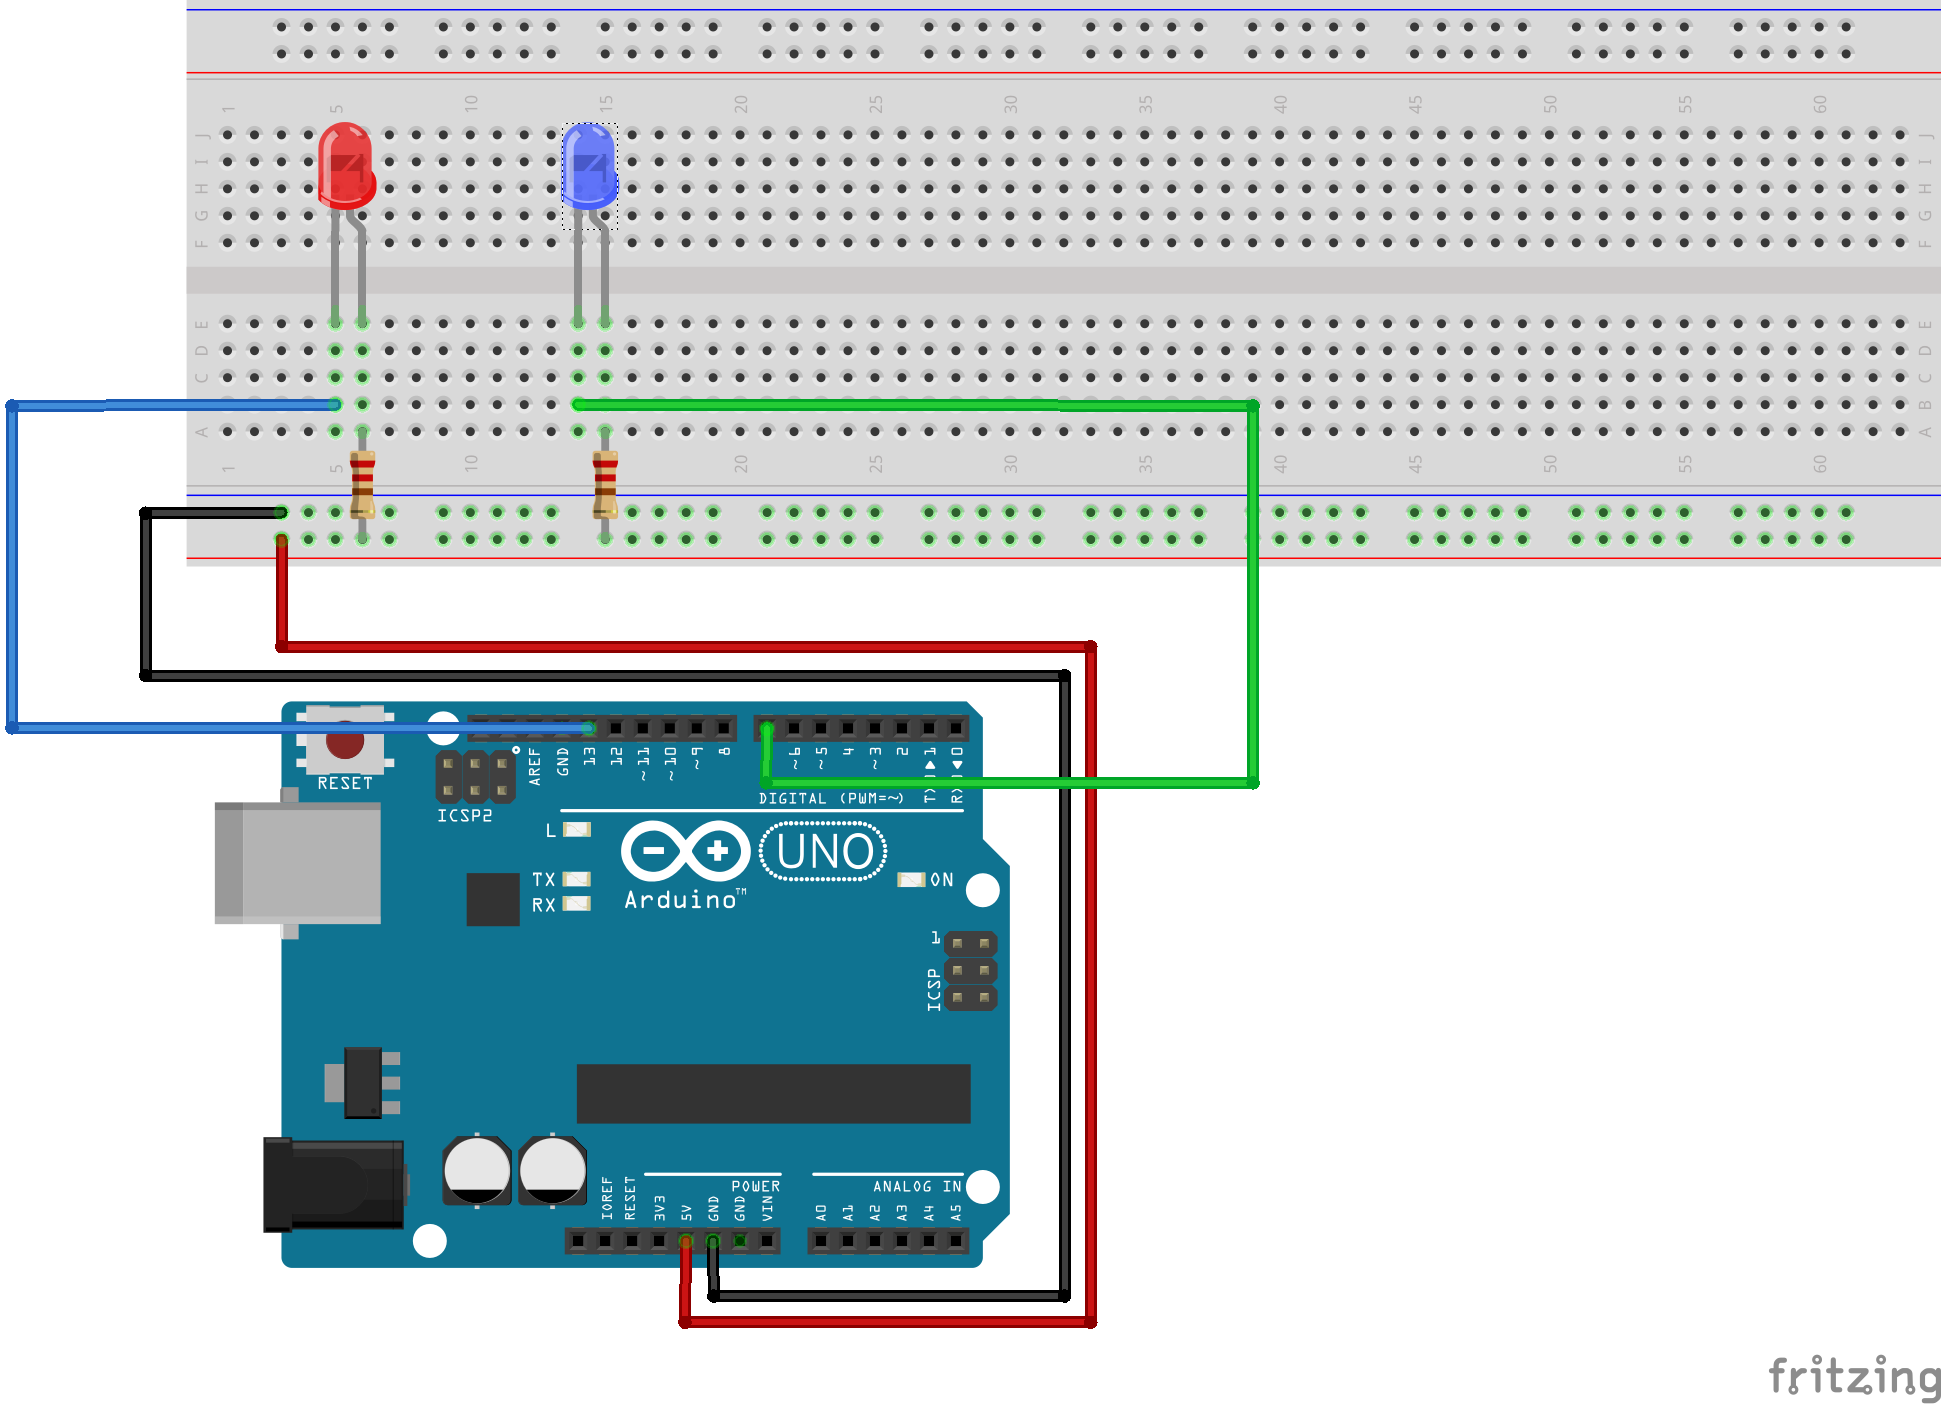 1 5 10 15 20 25 30 35 40 45 50 55 60
J J
I I
H H
G G
F F
E E
D D
C C
B
A A
1 5 10 15 20 25 30 35 40 45 50 55 60
RESET
AREF GND 13 12 ~11 ~10 ~9 8 ~6 ~5 4 ~3 2 1 0
ICSP2
DIGITAL (PWM=~)
L
UNO
TX
RX
ON
Arduino™
1
ICSP
IOREF RESET 3V3 5V GND GND VIN A0 A1 A2 A3 A4 A5
POWER ANALOG IN
fritzing